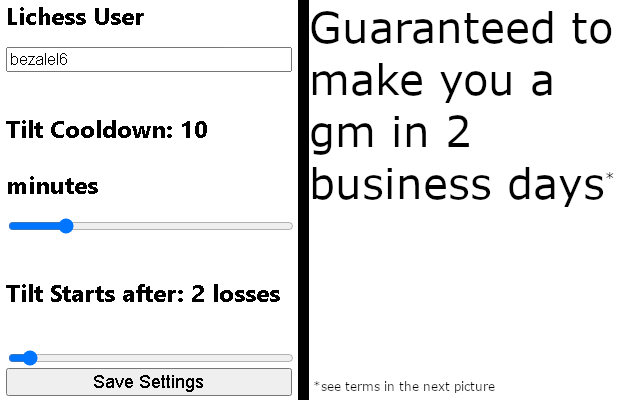 Lichess User
bezalel6
Tilt Cooldown: 10
minutes
Tilt Starts after: 2 losses
Save Settings
Guaranteed to
make you a
gm in 2
business days*
*see terms in the next picture